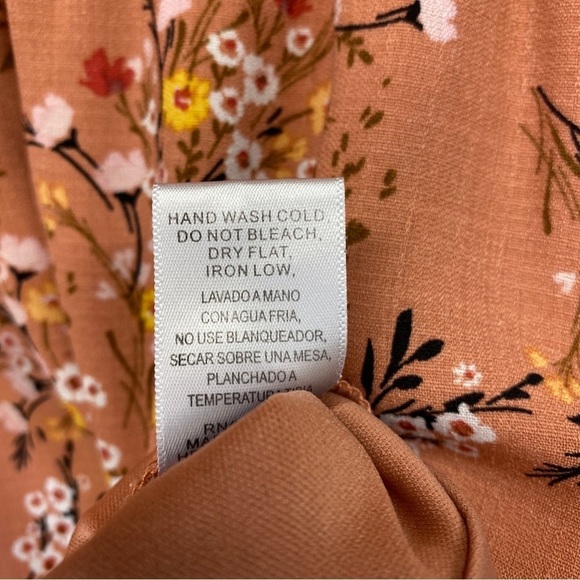 HAND WASH COLD,
DO NOT BLEACH,
DRY FLAT,
IRON LOW,
LAVADO A MANO
CON AGUA FRIA,
NO USE BLANQUEADOR,
SECAR SOBRE UNA MESA,
PLANCHADO A
TEMPERATURA